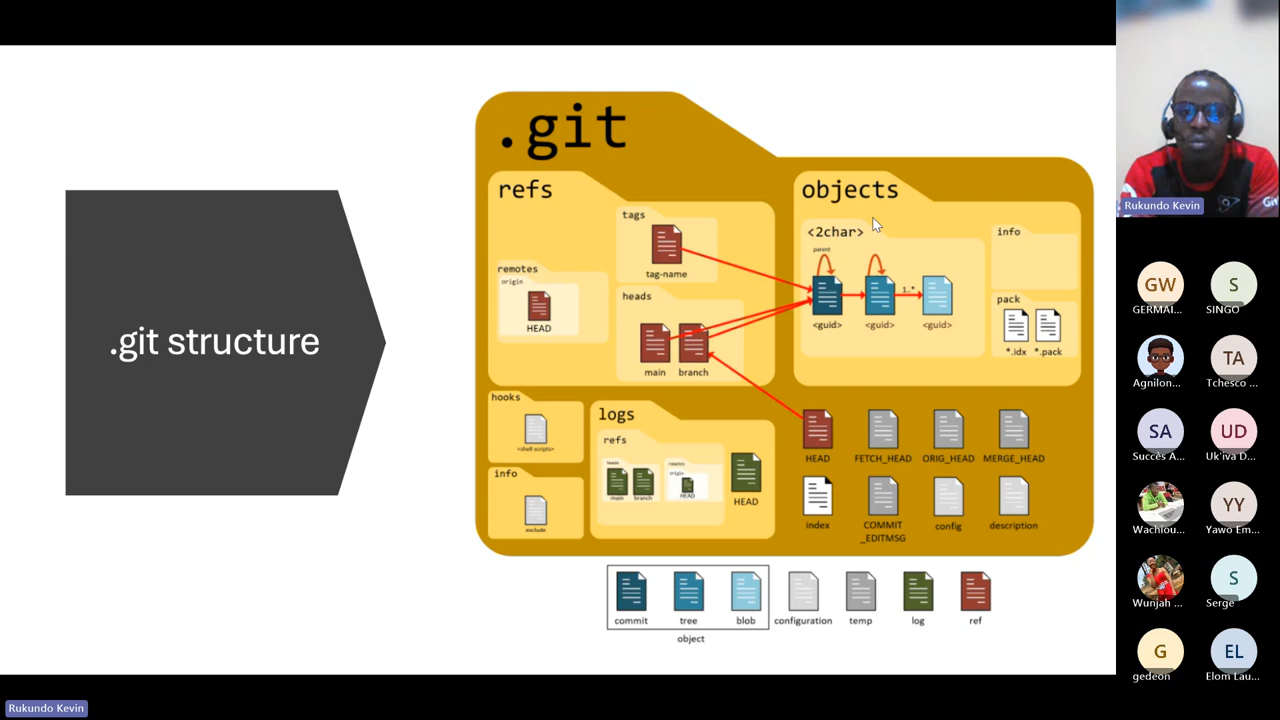 .git structure
.git
refs
tags
tag-name
remotes
origin
HEAD
heads
main
branch
objects
<2char>
parent
1..*
<guid>
<guid>
<guid>
info
pack
*.idx
*.pack
hooks
<shell scripts>
info
exclude
logs
refs
heads
main
branch
remotes
origin
HEAD
HEAD
HEAD
FETCH_HEAD
ORIG_HEAD
MERGE_HEAD
index
COMMIT
_EDITMSG
config
description
commit
tree
blob
configuration
temp
log
ref
object
Rukundo Kevin
GW
GERMAI...
S
SINGO
Agnilon...
TA
Tchesco ...
SA
Succès A...
UD
Uk'iva D...
Wachlou...
YY
Yawo Em...
Wunjah ...
S
Serge
G
gedeon
EL
Elom Lau...
Rukundo Kevin